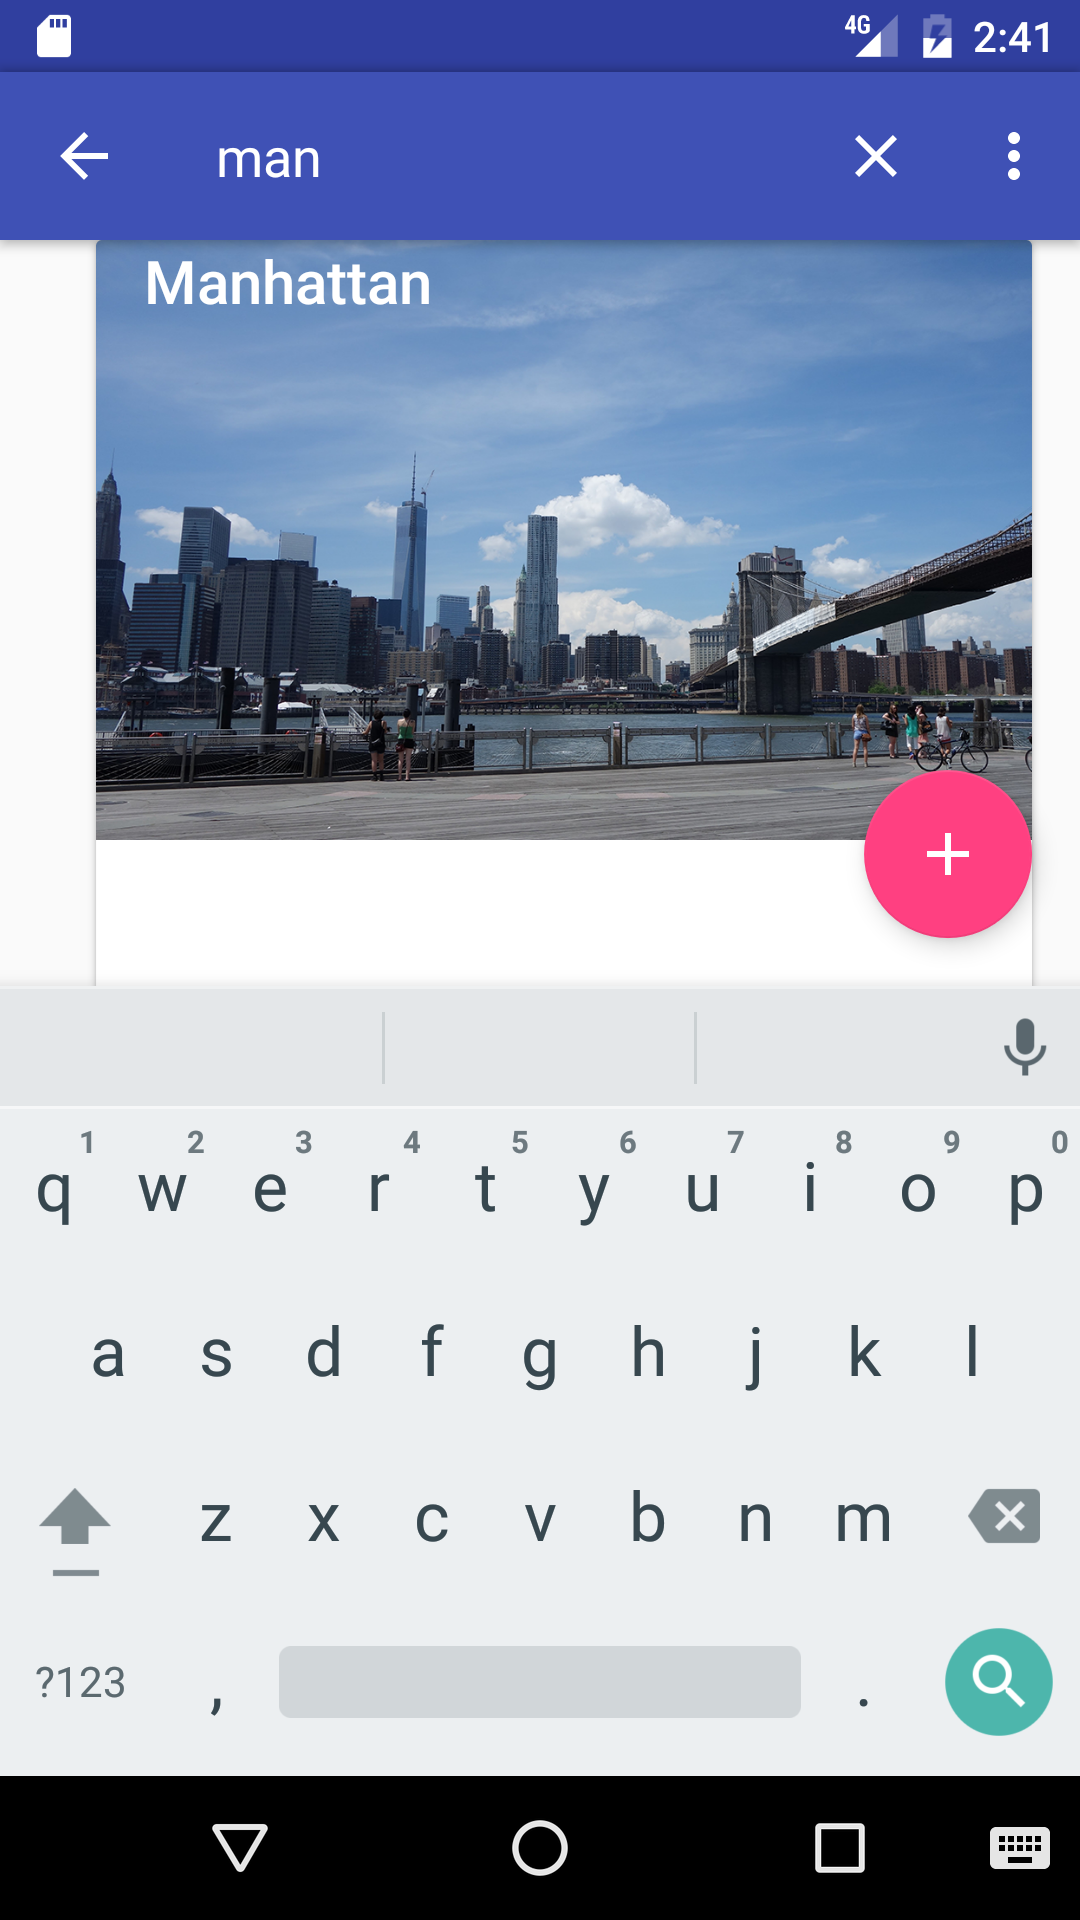 4G 2:41
man
Manhattan
1 2 3 4 5 6 7 8 9 0
q w e r t y u i o p
a s d f g h j k l
z x c v b n m
?123 , .